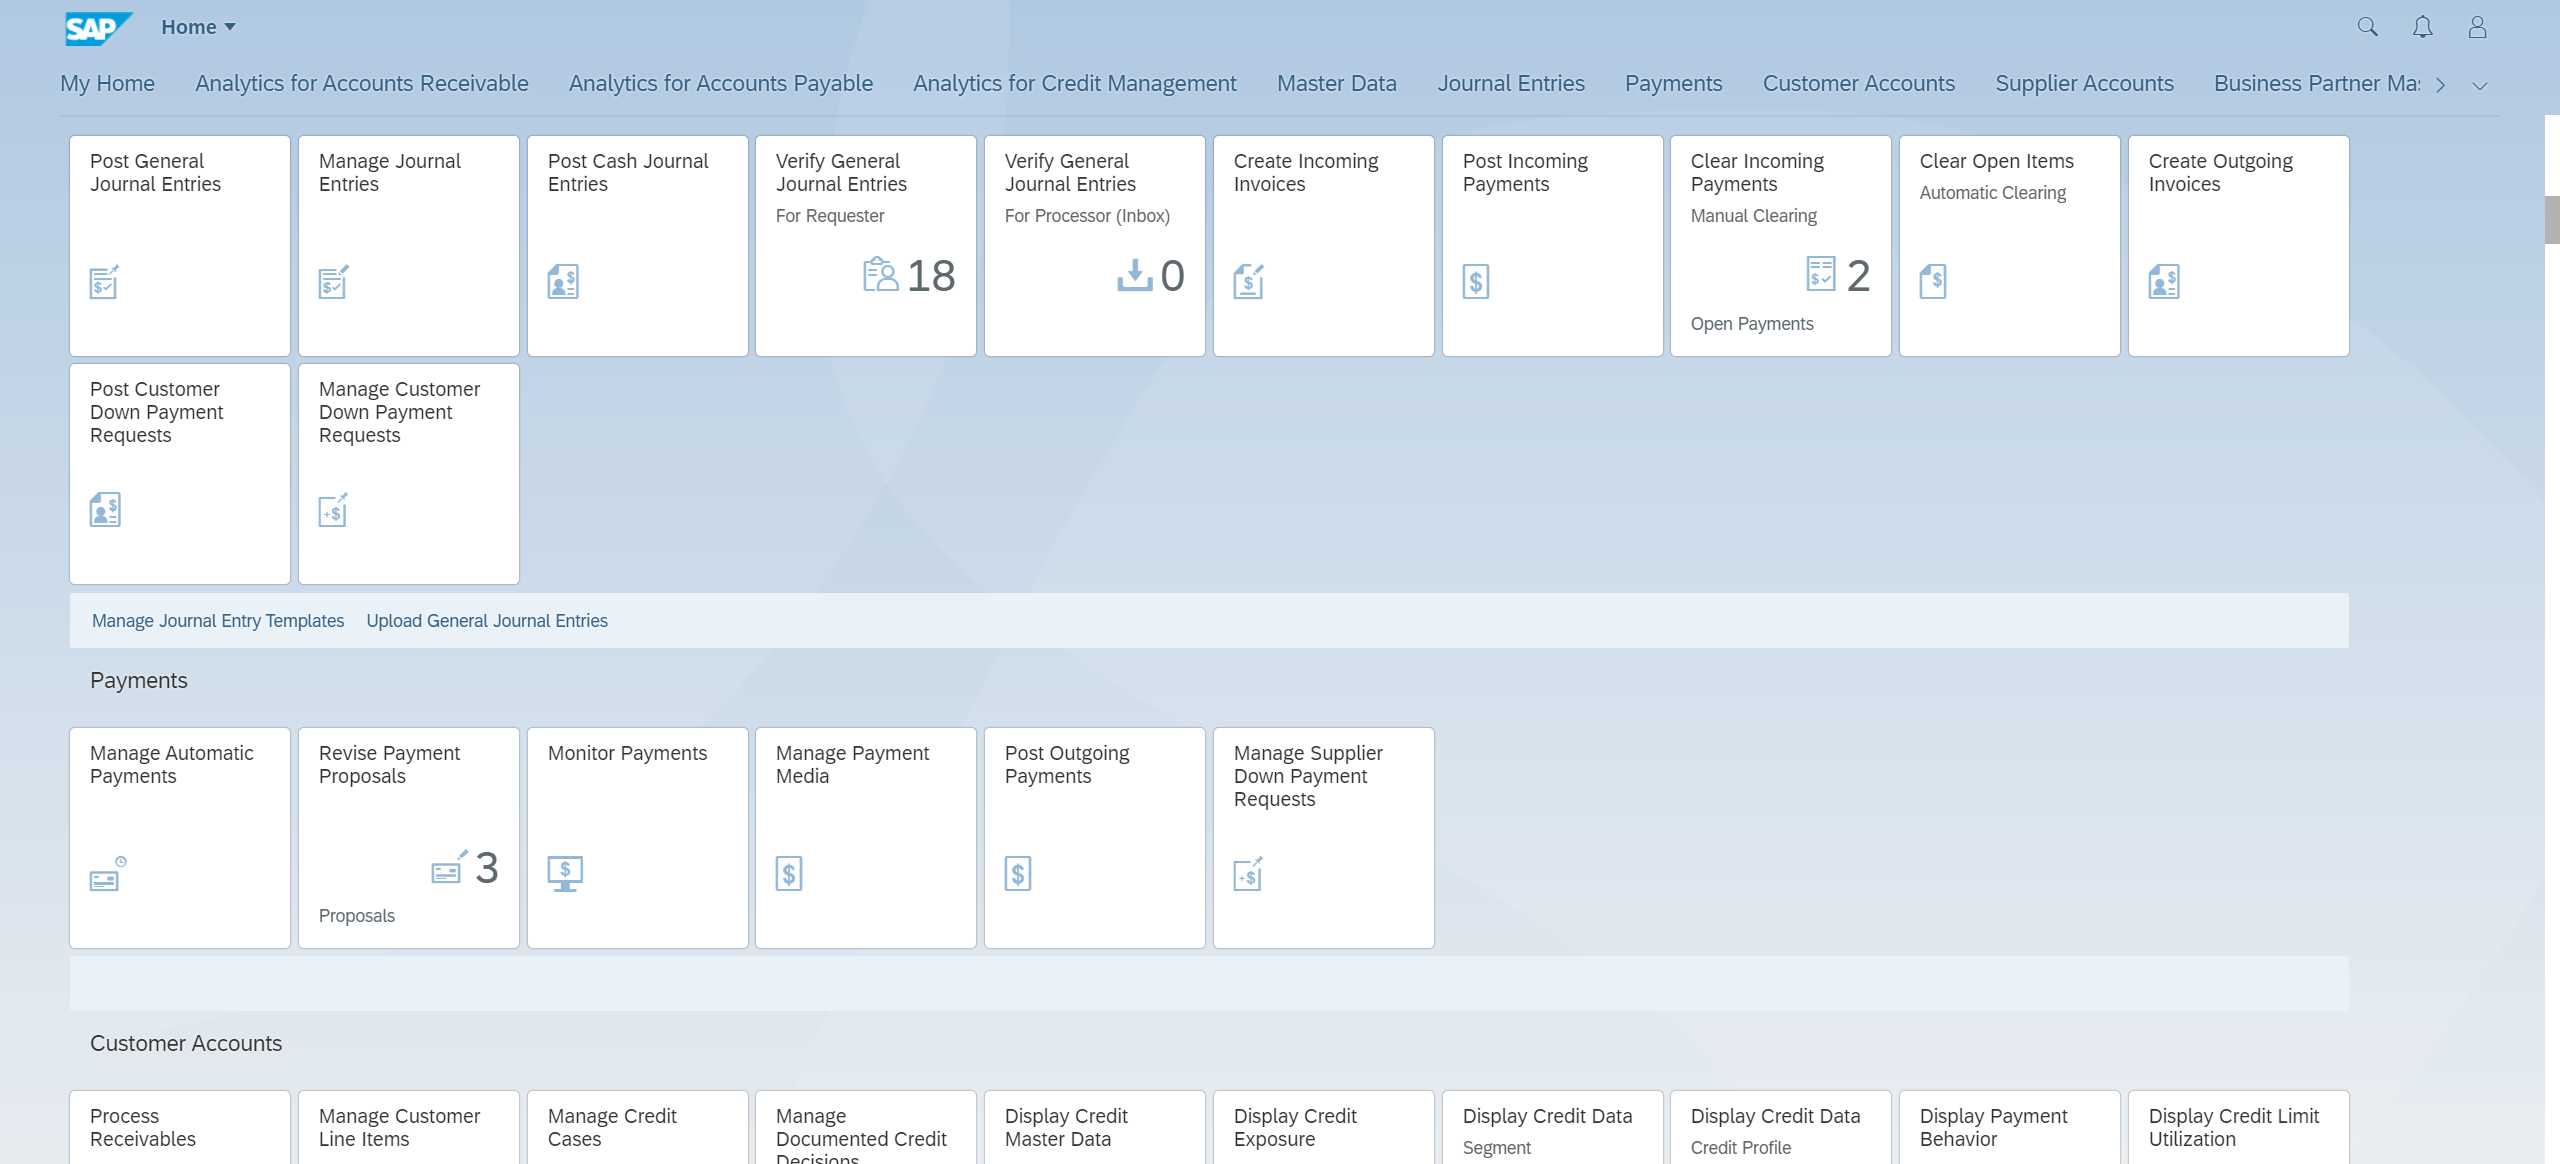 SAP Home
My Home Analytics for Accounts Receivable Analytics for Accounts Payable Analytics for Credit Management Master Data Journal Entries Payments Customer Accounts Supplier Accounts Business Partner Mas
Post General
Journal Entries
Manage Journal
Entries
Post Cash Journal
Entries
Verify General
Journal Entries
For Requester
18
Verify General
Journal Entries
For Processor (Inbox)
0
Create Incoming
Invoices
Post Incoming
Payments
Clear Incoming
Payments
Manual Clearing
2
Open Payments
Clear Open Items
Automatic Clearing
Create Outgoing
Invoices
Post Customer
Down Payment
Requests
Manage Customer
Down Payment
Requests
Manage Journal Entry Templates Upload General Journal Entries
Payments
Manage Automatic
Payments
Revise Payment
Proposals
3
Proposals
Monitor Payments
Manage Payment
Media
Post Outgoing
Payments
Manage Supplier
Down Payment
Requests
Customer Accounts
Process
Receivables
Manage Customer
Line Items
Manage Credit
Cases
Manage
Documented Credit
Decisions
Display Credit
Master Data
Display Credit
Exposure
Display Credit Data
Segment
Display Credit Data
Credit Profile
Display Payment
Behavior
Display Credit Limit
Utilization